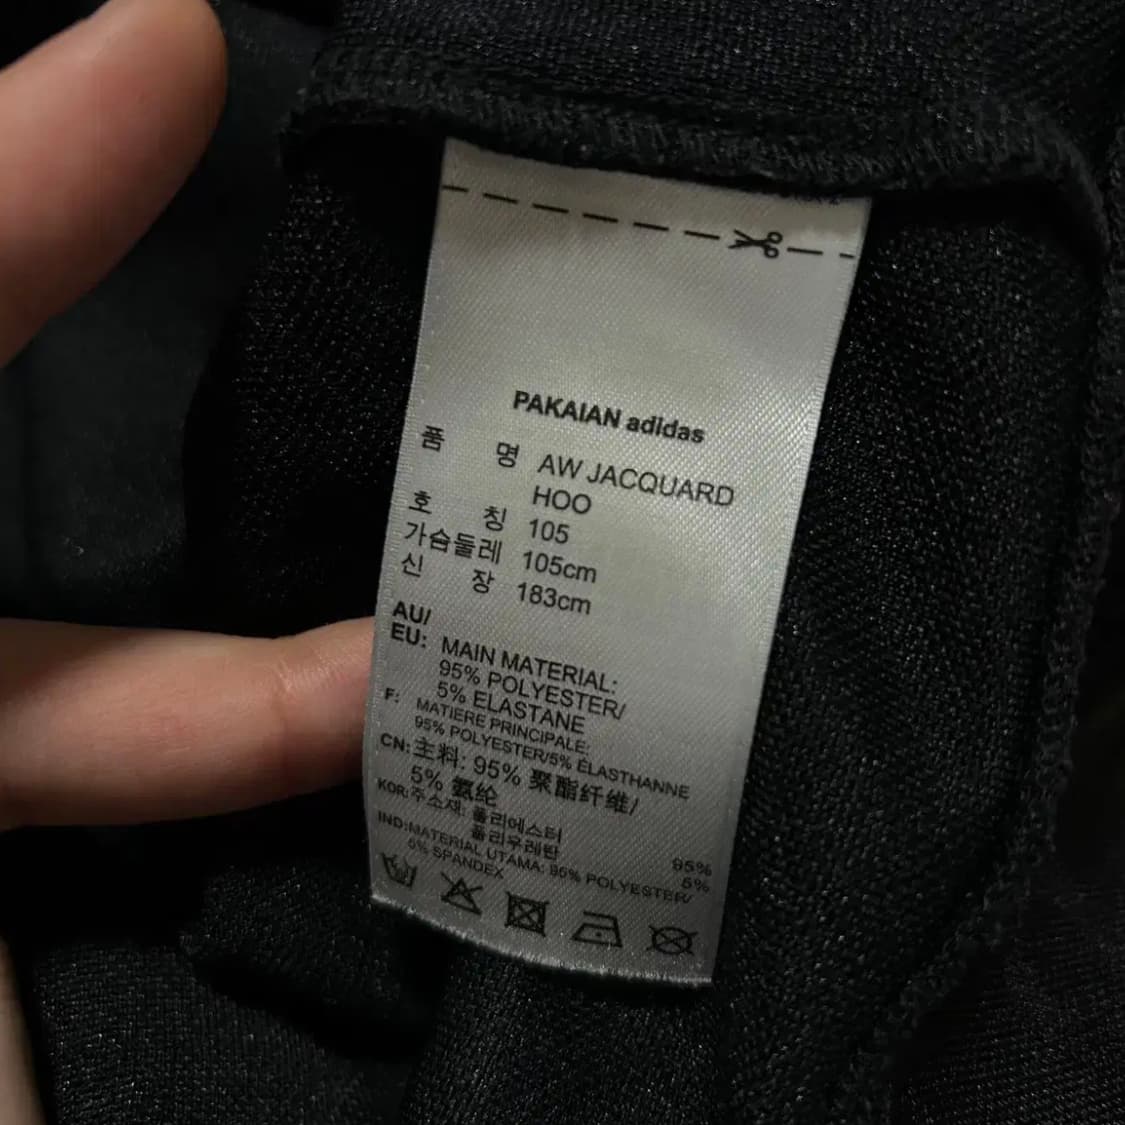 PAKAIAN adidas
품 명 AW JACQUARD
HOO
호 칭 105
가슴둘레 105cm
신 장 183cm
AU/
EU: MAIN MATERIAL:
95% POLYESTER/
5% ELASTANE
F: MATIERE PRINCIPALE:
95% POLYESTER/5% ELASTHANNE
CN: 主料: 95% 聚酯纤维/
5% 氨纶
KOR: 주소재: 폴리에스터 95%
폴리우레탄 5%
IND: MATERIAL UTAMA: 95% POLYESTER/
5% SPANDEX